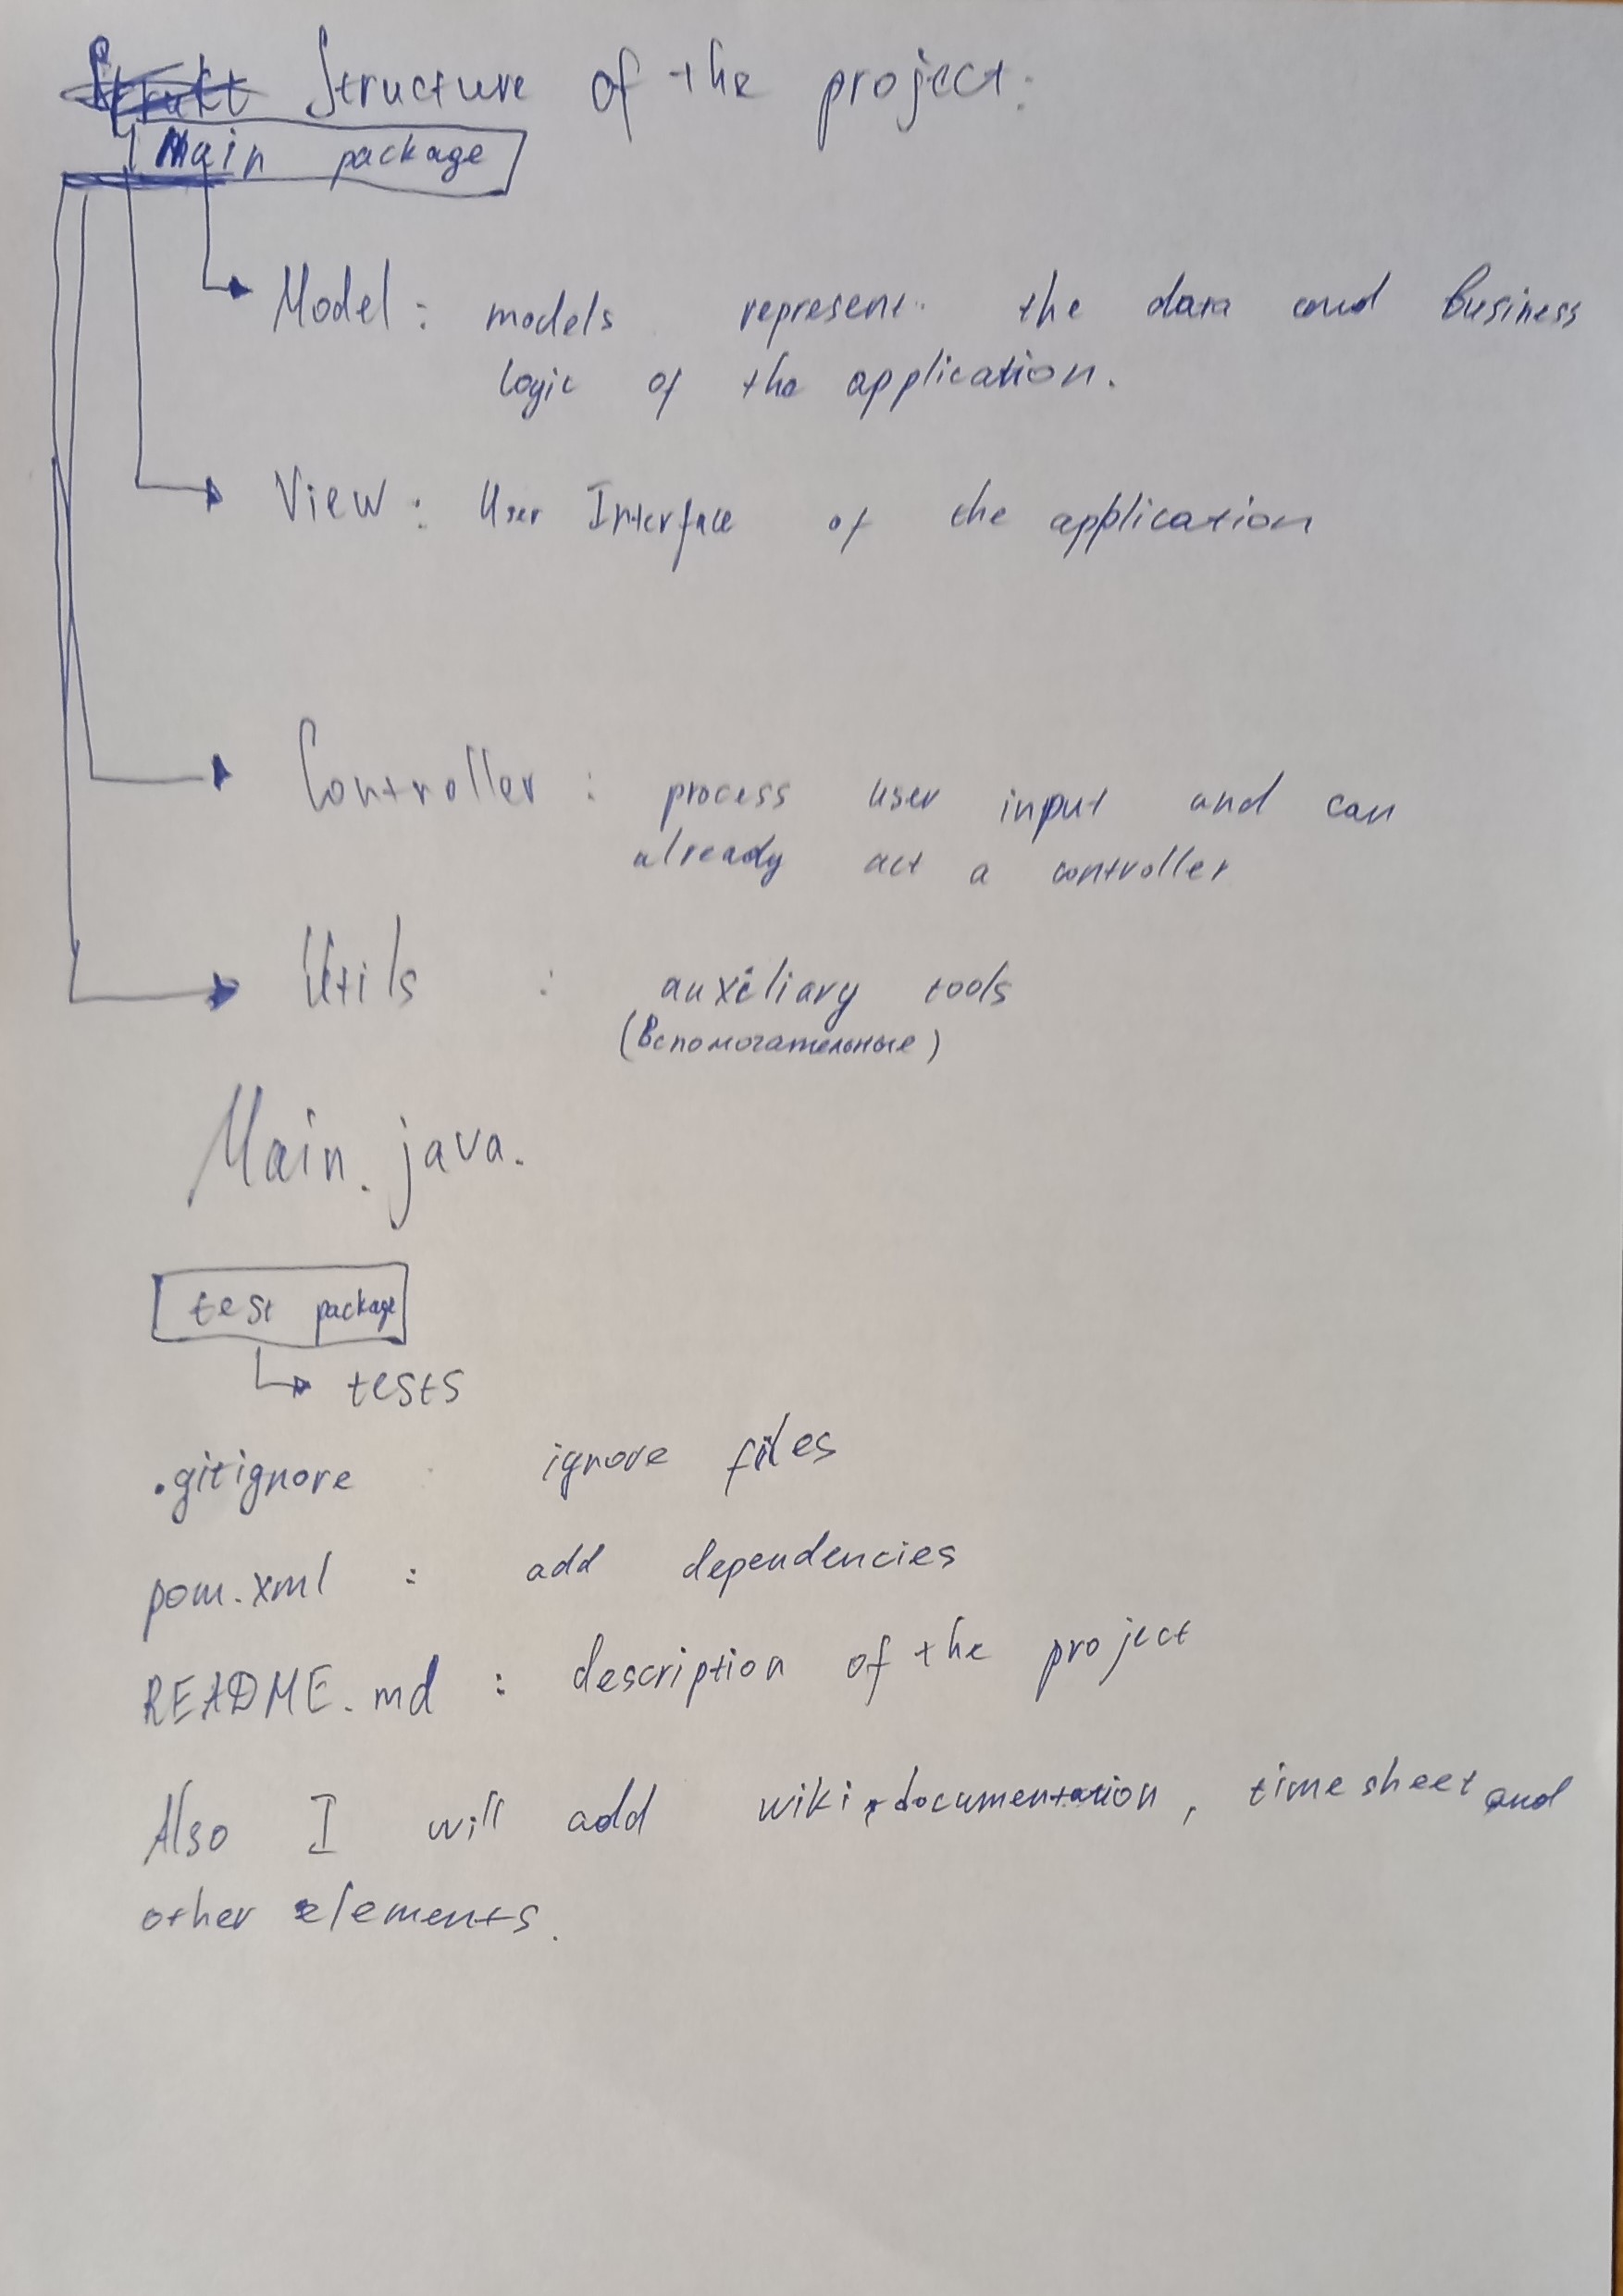 Structure of the project:
Main package
Model: models represent the data and business
logic of the application.
View: User Interface of the application
Controller: process user input and can
already act a controller
Utils: auxiliary tools
(Вспомогательные)
Main.java.
test package
tests
.gitignore ignore files
pom.xml: add dependencies
README.md: description of the project
Also I will add wiki, documentation, timesheet and
other elements.